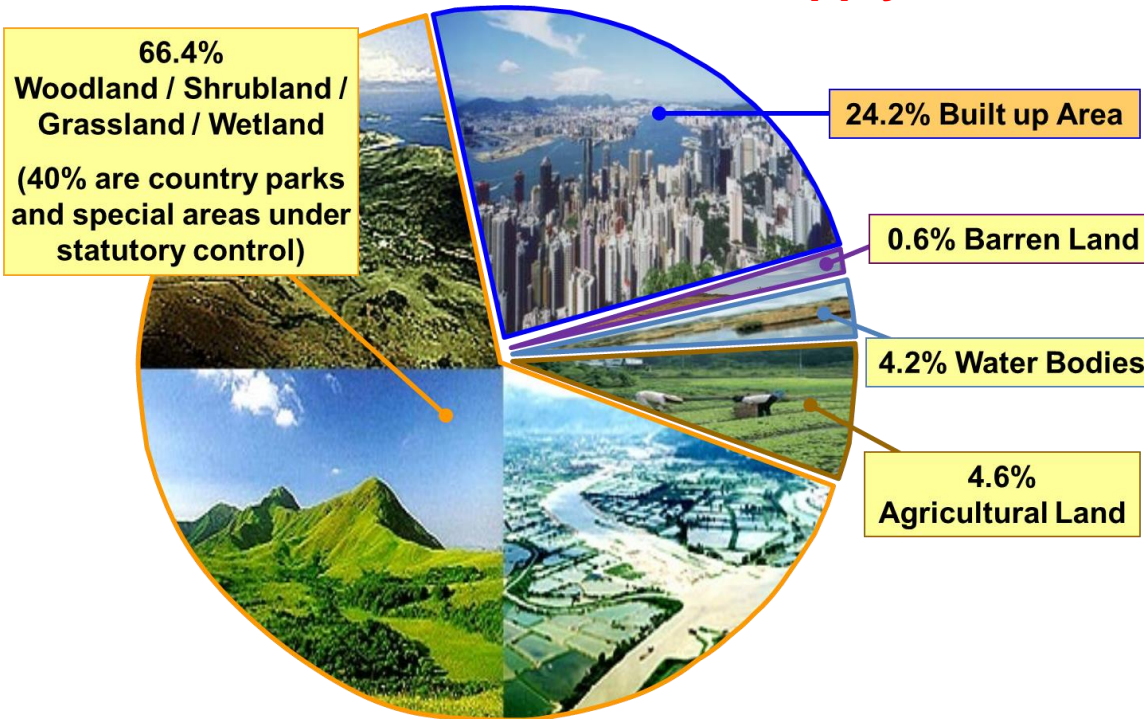 66.4%
Woodland / Shrubland /
Grassland / Wetland
(40% are country parks
and special areas under
statutory control)
24.2% Built up Area
0.6% Barren Land
4.2% Water Bodies
4.6%
Agricultural Land